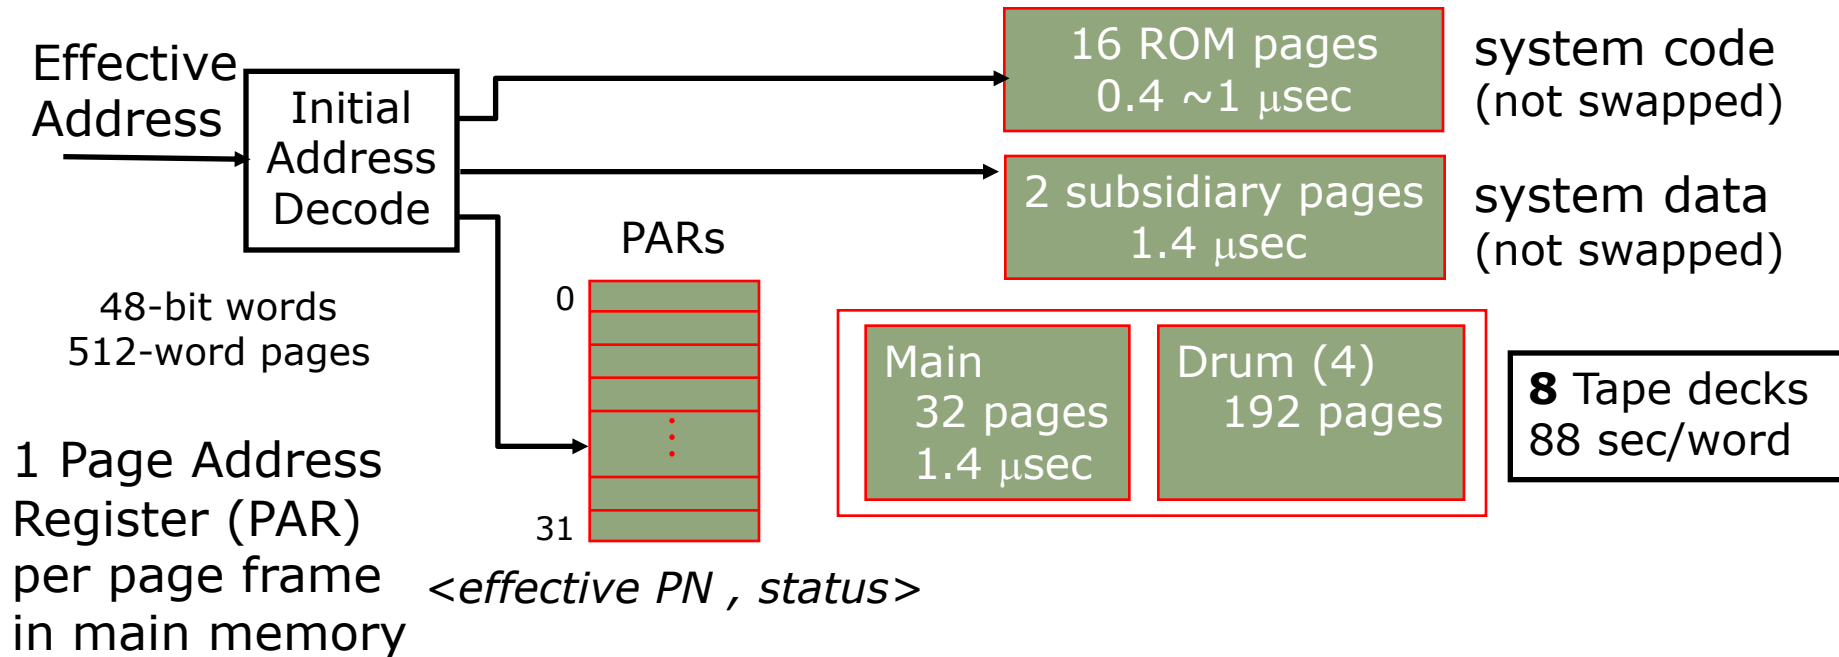 Effective
Address
Initial
Address
Decode
16 ROM pages
0.4 ~1 μsec
system code
(not swapped)
2 subsidiary pages
1.4 μsec
system data
(not swapped)
PARs
0
31
<effective PN , status>
48-bit words
512-word pages
1 Page Address
Register (PAR)
per page frame
in main memory
Main
32 pages
1.4 μsec
Drum (4)
192 pages
8 Tape decks
88 sec/word